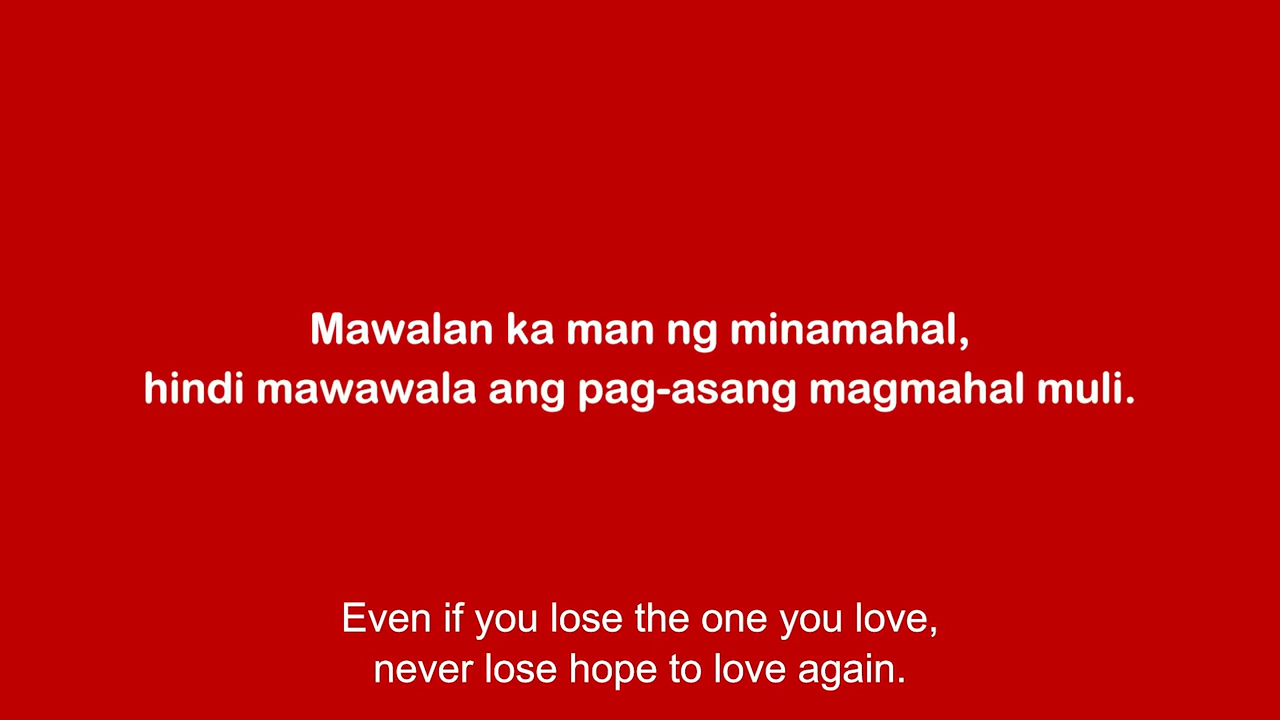 Mawalan ka man ng minamahal,
hindi mawawala ang pag-asang magmahal muli.
Even if you lose the one you love,
never lose hope to love again.